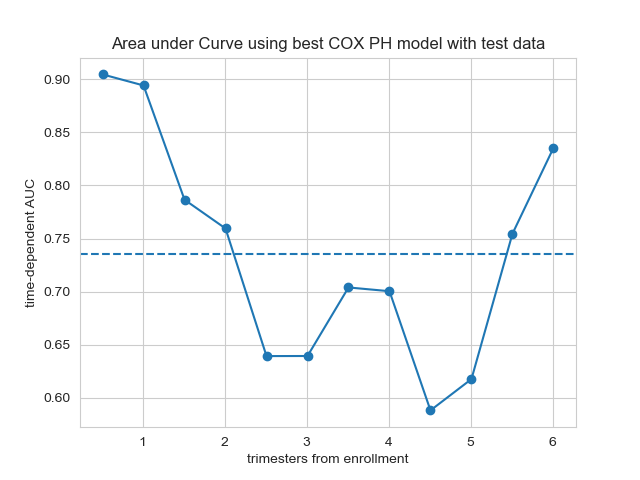 Area under Curve using best COX PH model with test data
time-dependent AUC
0.90
0.85
0.80
0.75
0.70
0.65
0.60
1 2 3 4 5 6
trimesters from enrollment